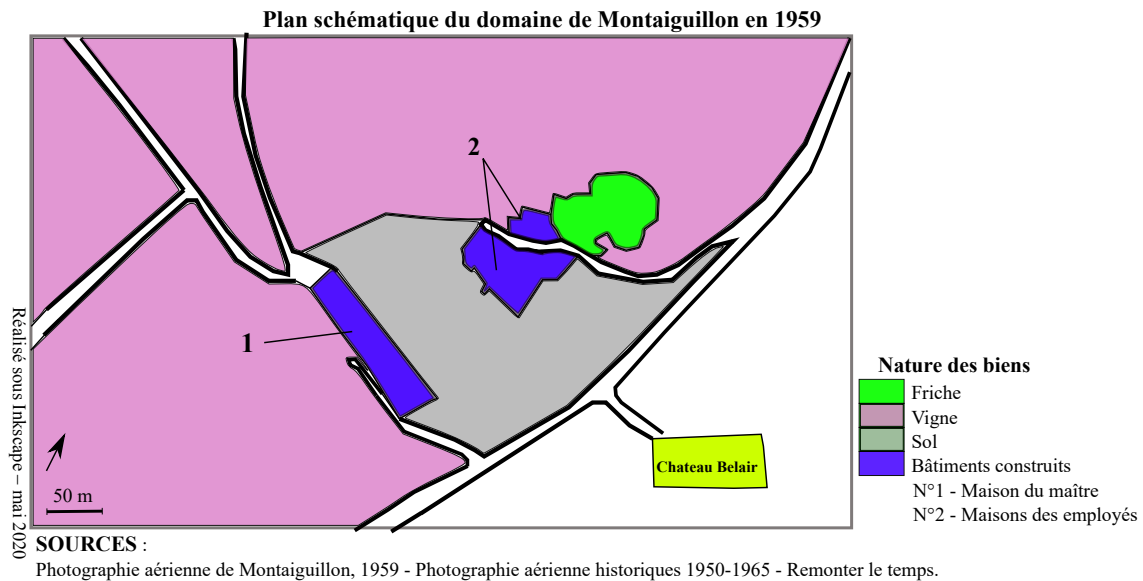 Plan schématique du domaine de Montaiguillon en 1959
2
1
Chateau Belair
50 m
Réalisé sous Inkscape – mai 2020
Nature des biens
Friche
Vigne
Sol
Bâtiments construits
N°1 - Maison du maître
N°2 - Maisons des employés
SOURCES :
Photographie aérienne de Montaiguillon, 1959 - Photographie aérienne historiques 1950-1965 - Remonter le temps.